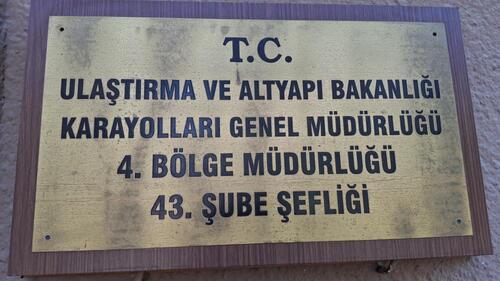 T.C.
ULAŞTIRMA VE ALTYAPI BAKANLIĞI
KARAYOLLARI GENEL MÜDÜRLÜĞÜ
4. BÖLGE MÜDÜRLÜĞÜ
43. ŞUBE ŞEFLİĞİ